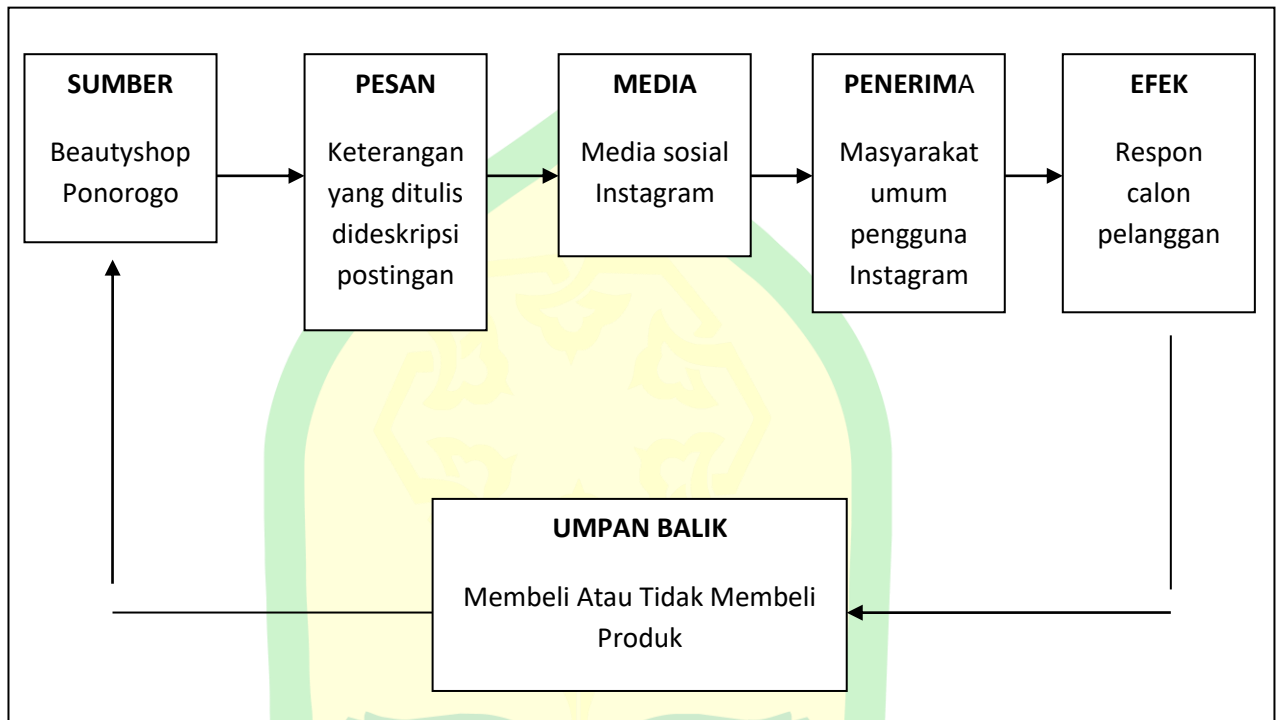 SUMBER
Beautyshop
Ponorogo
PESAN
Keterangan
yang ditulis
dideskripsi
postingan
MEDIA
Media sosial
Instagram
PENERIMA
Masyarakat
umum
pengguna
Instagram
EFEK
Respon
calon
pelanggan
UMPAN BALIK
Membeli Atau Tidak Membeli
Produk